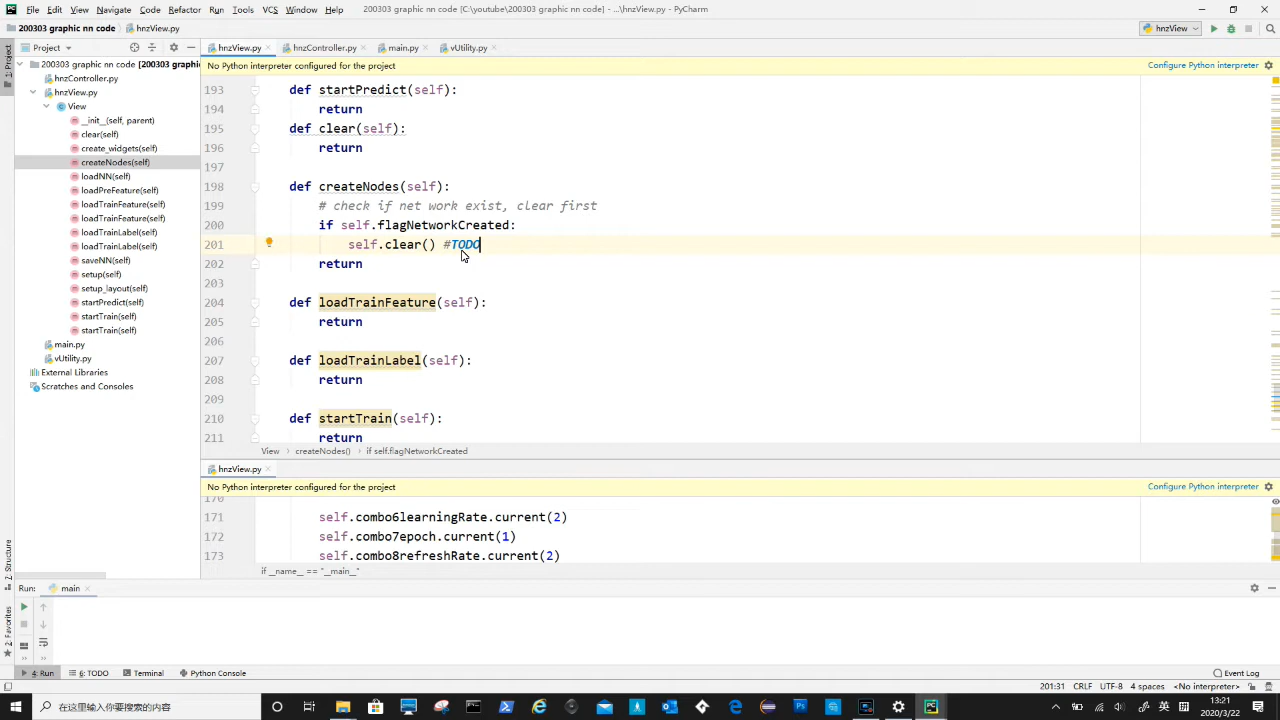 File Edit View Navigate Code Refactor Run Tools VCS Window Help 200303 graphic nn code [C:\youtube\200303 graphic nn code] - ...\hnzView.py - PyCharm
200303 graphic nn code hnzView.py hnzView
1: Project Project hnzView.py hnzController.py main.py vUtility.py
200303 graphic nn code [200303 graphi No Python interpreter configured for the project Configure Python interpreter
hnzController.py
hnzView.py
View
__init__(self, parent)
clear(self)
create_widgets(self)
createNodes(self)
loadNN(self)
loadPreFeature(self)
loadTrainFeature(self)
loadTrainFeature(self)
loadTrainLabel(self)
loadTrainLabel(self)
saveNN(self)
setup(self)
setup_layout(self)
startPredict(self)
startTrain(self)
startTrain(self)
main.py
vUtility.py
External Libraries
Scratches and Consoles
193 def startPredict(self):
194 return
195 def clear(self):
196 return
197
198 def createNodes(self):
199 # check if net work exist, clear first
200 if self.flagNetworkCreated:
201 self.clear() #TODO
202 return
203
204 def loadTrainFeature(self):
205 return
206
207 def loadTrainLabel(self):
208 return
209
210 def startTrain(self):
211 return
View createNodes() if self.flagNetworkCreated
hnzView.py
No Python interpreter configured for the project Configure Python interpreter
170
171 self.combo6learningRate.current(2)
172 self.combo7epoch.current(1)
173 self.combo8refreshRate.current(2)
if __name__ == "__main__"
Z: Structure
2: Favorites
Run: main
4: Run 6: TODO Terminal Python Console Event Log
201:31 CRLF UTF-8 4 spaces <No interpreter>
在这里输入你要搜索的内容
英
13:21
2020/3/22